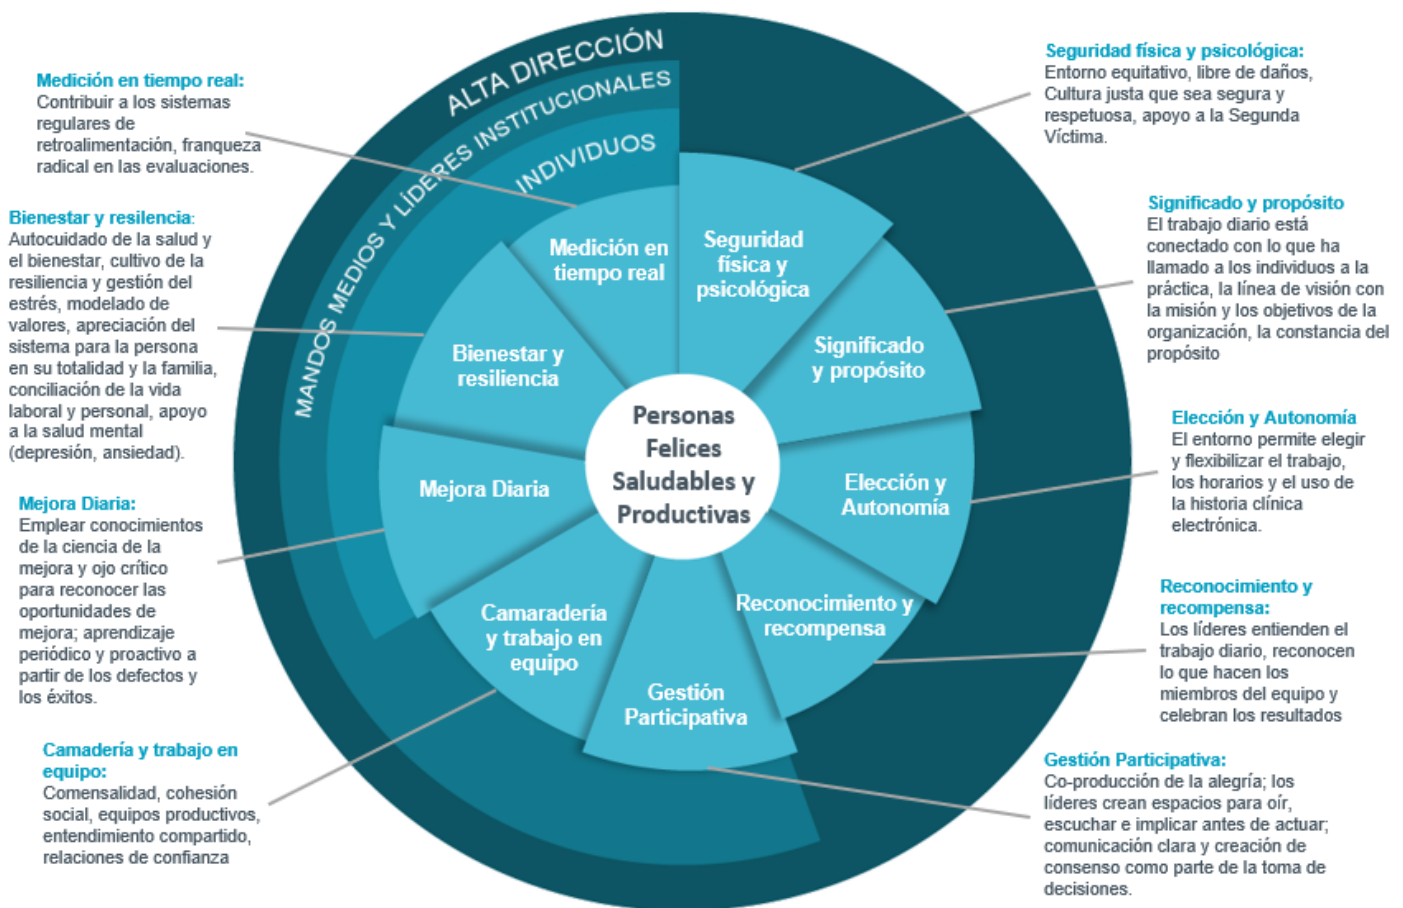 Medición en tiempo real:
Contribuir a los sistemas
regulares de
retroalimentación, franqueza
radical en las evaluaciones.
Bienestar y resilencia:
Autocuidado de la salud y
el bienestar, cultivo de la
resiliencia y gestión del
estrés, modelado de
valores, apreciación del
sistema para la persona
en su totalidad y la familia,
conciliación de la vida
laboral y personal, apoyo
a la salud mental
(depresión, ansiedad).
Mejora Diaria:
Emplear conocimientos
de la ciencia de la
mejora y ojo crítico
para reconocer las
oportunidades de
mejora; aprendizaje
periódico y proactivo a
partir de los defectos y
los éxitos.
Camadería y trabajo en
equipo:
Comensalidad, cohesión
social, equipos productivos,
entendimiento compartido,
relaciones de confianza
ALTA DIRECCIÓN
MANDOS MEDIOS Y LÍDERES INSTITUCIONALES
INDIVIDUOS
Medición en
tiempo real
Seguridad
física y
psicológica
Significado
y propósito
Elección y
Autonomía
Reconocimiento y
recompensa
Gestión
Participativa
Camaradería
y trabajo en
equipo
Mejora Diaria
Bienestar y
resiliencia
Personas
Felices
Saludables y
Productivas
Seguridad física y psicológica:
Entorno equitativo, libre de daños,
Cultura justa que sea segura y
respetuosa, apoyo a la Segunda
Víctima.
Significado y propósito
El trabajo diario está
conectado con lo que ha
llamado a los individuos a la
práctica, la línea de visión con
la misión y los objetivos de la
organización, la constancia del
propósito
Elección y Autonomía
El entorno permite elegir
y flexibilizar el trabajo,
los horarios y el uso de
la historia clínica
electrónica.
Reconocimiento y
recompensa:
Los líderes entienden el
trabajo diario, reconocen
lo que hacen los
miembros del equipo y
celebran los resultados
Gestión Participativa:
Co-producción de la alegría; los
líderes crean espacios para oír,
escuchar e implicar antes de actuar;
comunicación clara y creación de
consenso como parte de la toma de
decisiones.